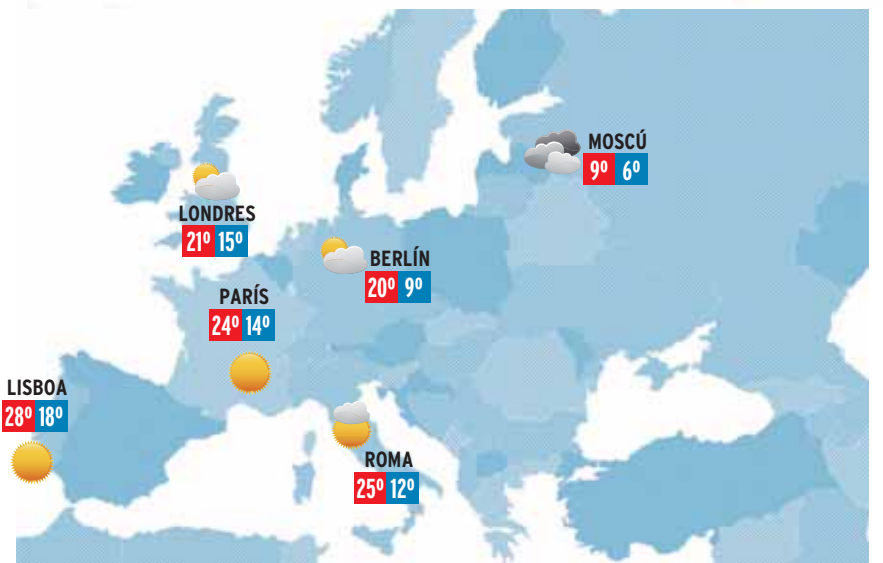 MOSCÚ
9º 6º
LONDRES
21º 15º
BERLÍN
20º 9º
PARÍS
24º 14º
LISBOA
28º 18º
ROMA
25º 12º